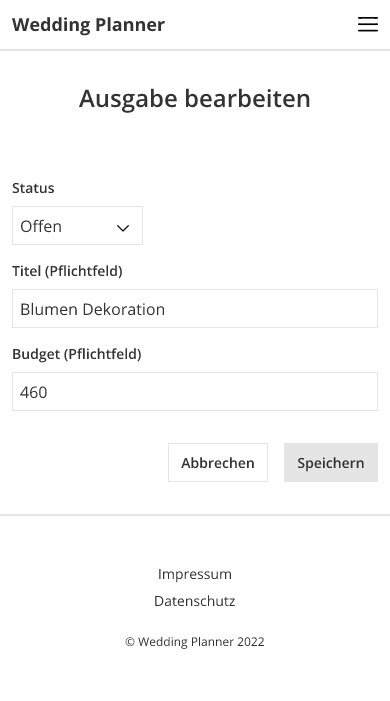 Wedding Planner
Ausgabe bearbeiten
Status
Offen
Titel (Pflichtfeld)
Blumen Dekoration
Budget (Pflichtfeld)
460
Abbrechen Speichern
Impressum
Datenschutz
© Wedding Planner 2022